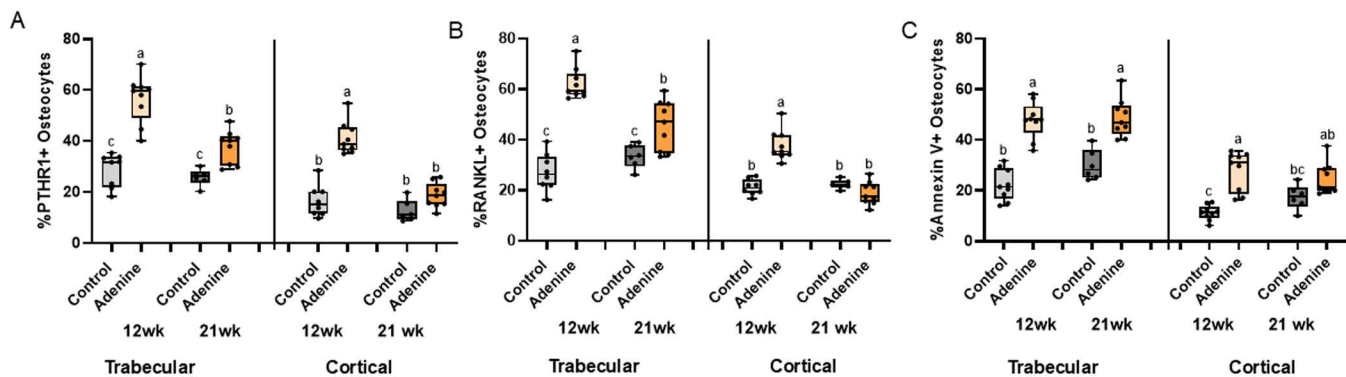 A
%PTHR1+ Osteocytes
80
60
40
20
0
c
a
c
b
b
a
b
b
Control
Adenine
Control
Adenine
Control
Adenine
Control
Adenine
12wk
21wk
12wk
21 wk
Trabecular
Cortical
B
%RANKL+ Osteocytes
80
60
40
20
0
c
a
c
b
b
a
b
b
Control
Adenine
Control
Adenine
Control
Adenine
Control
Adenine
12wk
21wk
12wk
21 wk
Trabecular
Cortical
C
%Annexin V+ Osteocytes
80
60
40
20
0
b
a
b
a
c
a
bc
ab
Control
Adenine
Control
Adenine
Control
Adenine
Control
Adenine
12wk
21wk
12wk
21 wk
Trabecular
Cortical